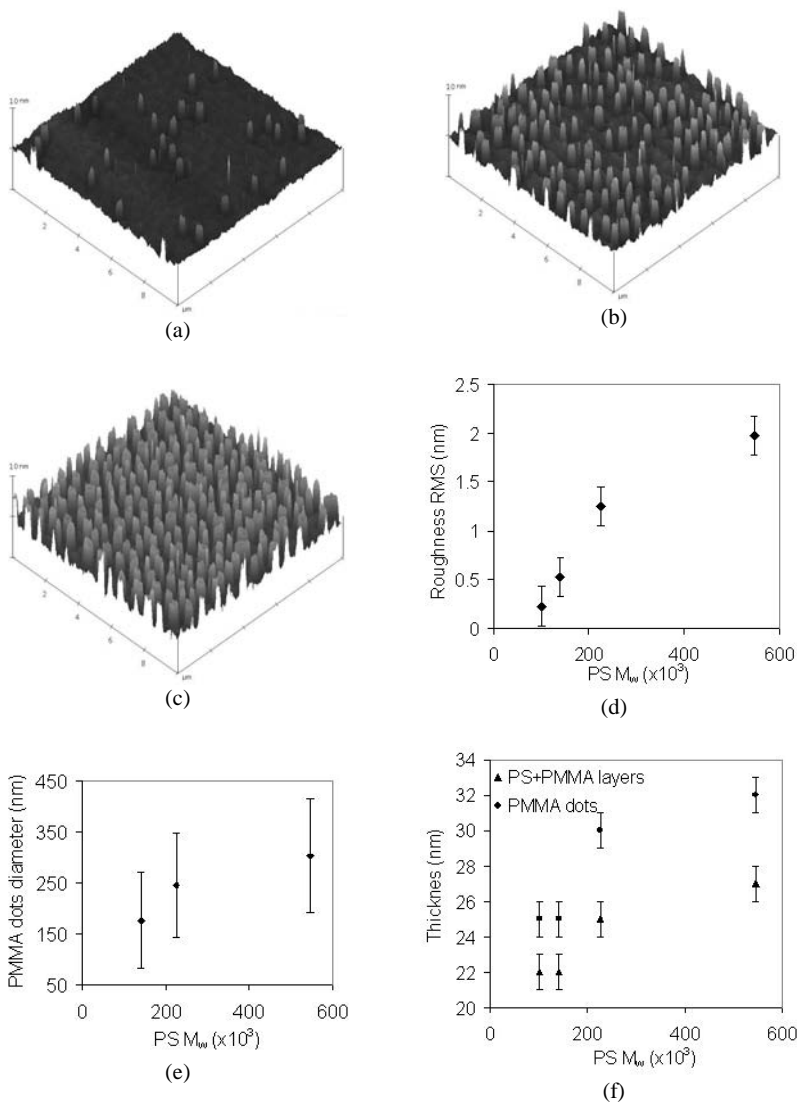 10 nm
2
4
6
8
µm
(a)
10 nm
2
4
6
8
µm
(b)
10 nm
2
4
6
8
µm
(c)
2.5
2
1.5
1
0.5
0
Roughness RMS (nm)
0 200 400 600
PS Mw (x10³)
(d)
450
350
250
150
50
PMMA dots diameter (nm)
0 200 400 600
PS Mw (x10³)
(e)
34
32
30
28
26
24
22
20
Thicknes (nm)
PS+PMMA layers
PMMA dots
0 200 400 600
PS Mw (x10³)
(f)